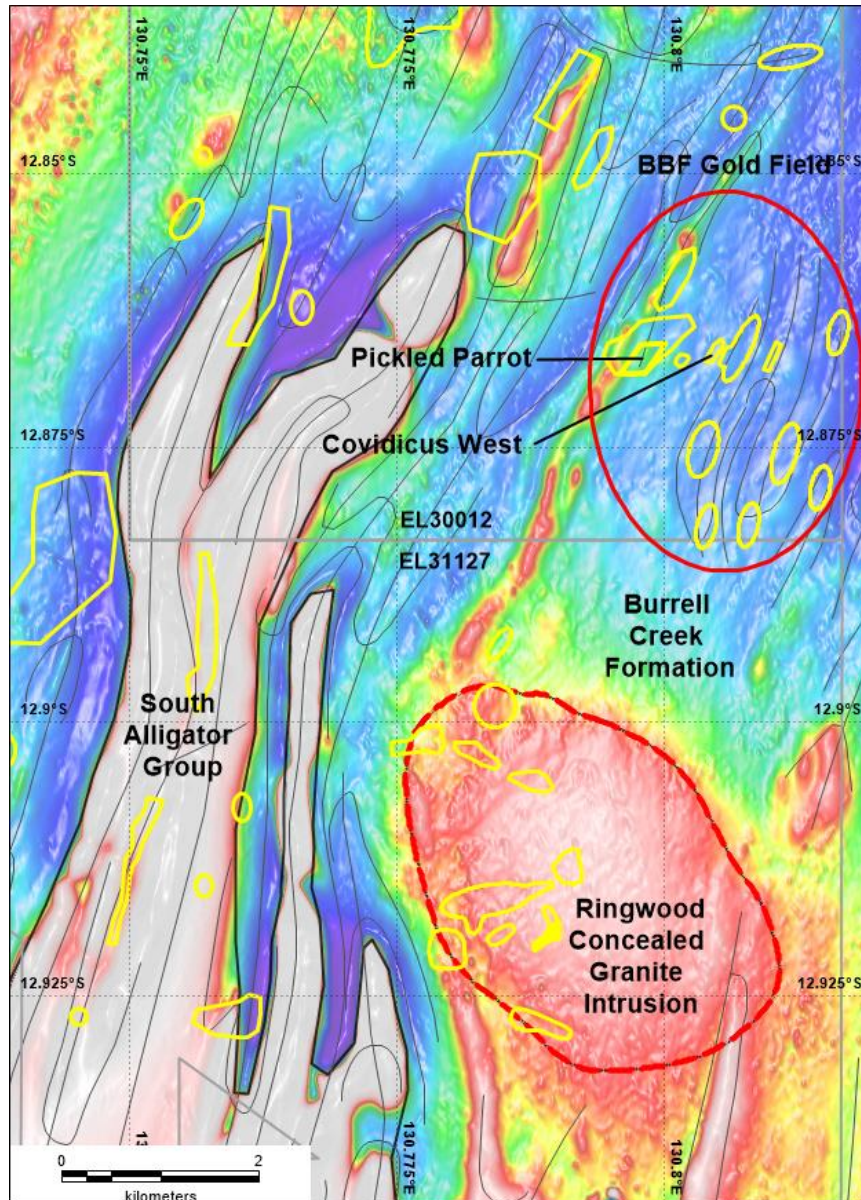 130.75°E
130.775°E
130.8°E
12.85°S
12.85°S
BBF Gold Field
Pickled Parrot
Covidicus West
12.875°S
12.875°S
EL30012
EL31127
Burrell
Creek
Formation
South
Alligator
Group
12.9°S
12.9°S
Ringwood
Concealed
Granite
Intrusion
12.925°S
12.925°S
130.775°E
130.8°E
0
2
kilometers